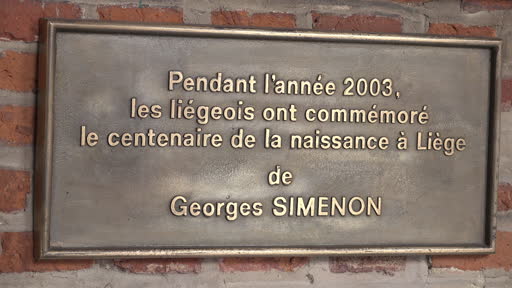 Pendant l'année 2003,
les liégeois ont commémoré
le centenaire de la naissance à Liège
de
Georges SIMENON